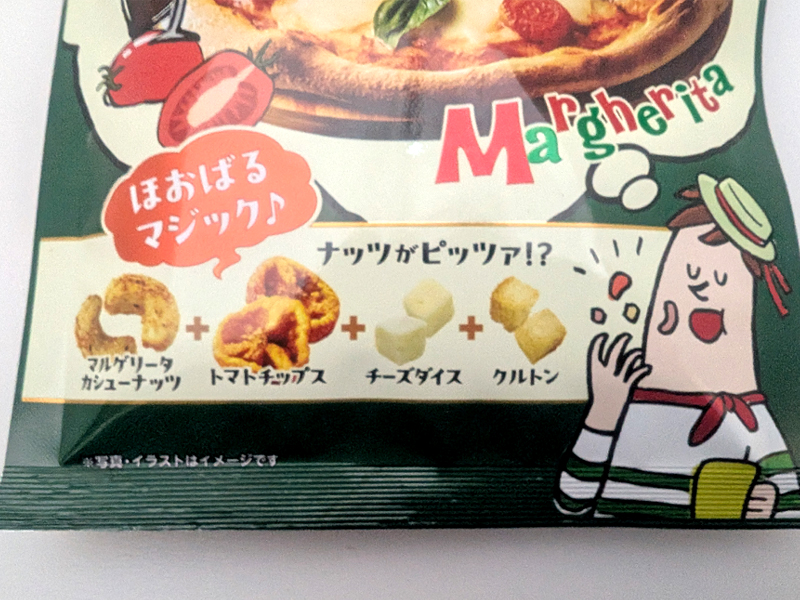 Margherita
ほおばる
マジック♪
ナッツがピッツァ!?
マルゲリータ
カシューナッツ
+
トマトチップス
+
チーズダイス
+
クルトン
※写真・イラストはイメージです